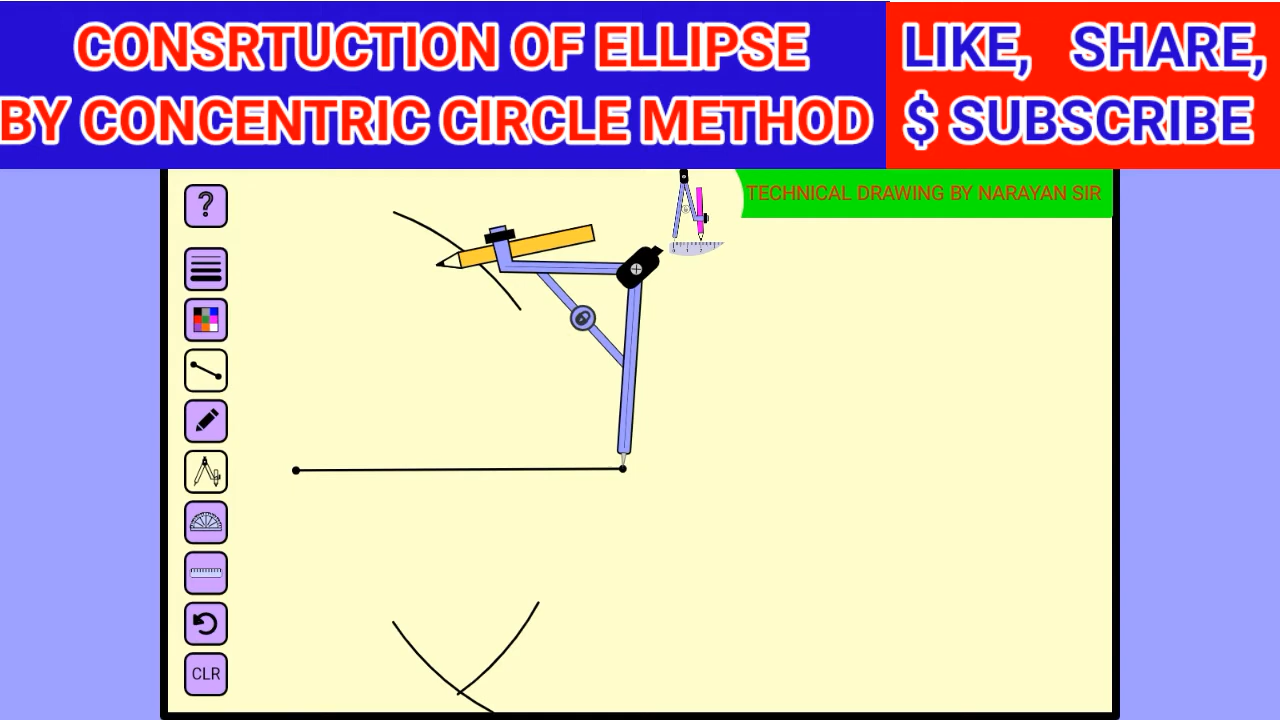 CONSRTUCTION OF ELLIPSE
BY CONCENTRIC CIRCLE METHOD
LIKE, SHARE,
$ SUBSCRIBE
TECHNICAL DRAWING BY NARAYAN SIR
?
CLR